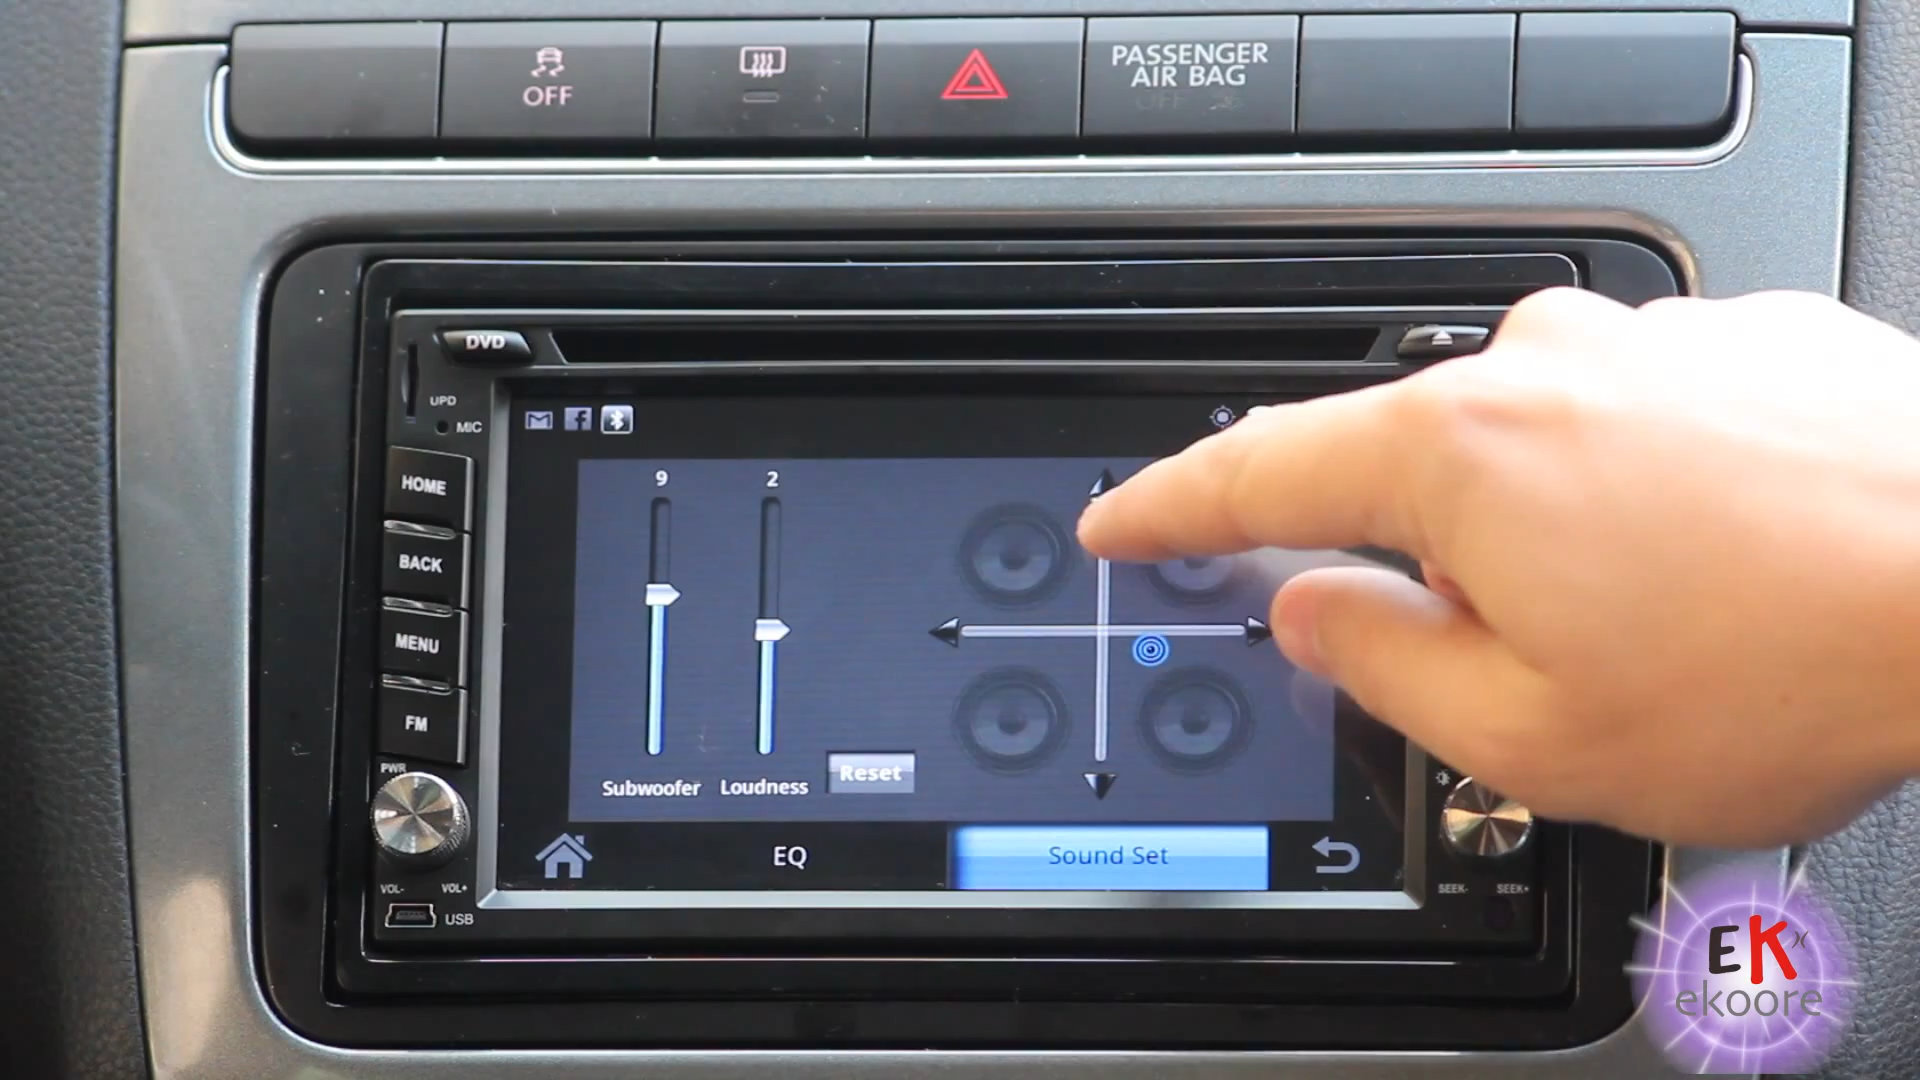 OFF
PASSENGER
AIR BAG
OFF
DVD
UPD
MIC
HOME
BACK
MENU
FM
PWR
VOL-
VOL+
USB
9
2
Subwoofer
Loudness
Reset
EQ
Sound Set
SEEK-
SEEK+
EK
ekoore